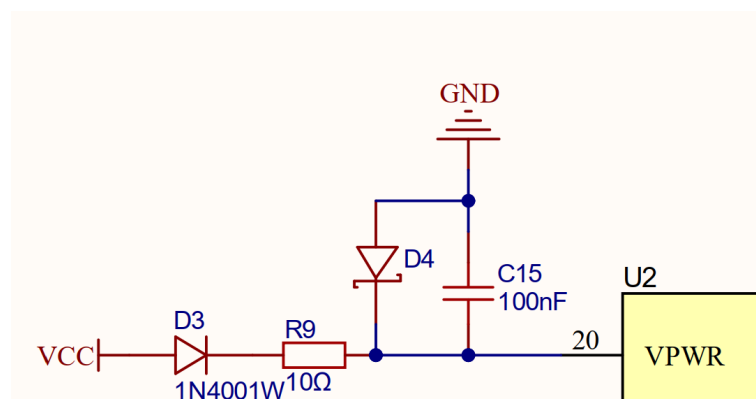 GND
D4
C15
100nF
U2
D3
R9
20
VCC
VPWR
1N4001W
10Ω